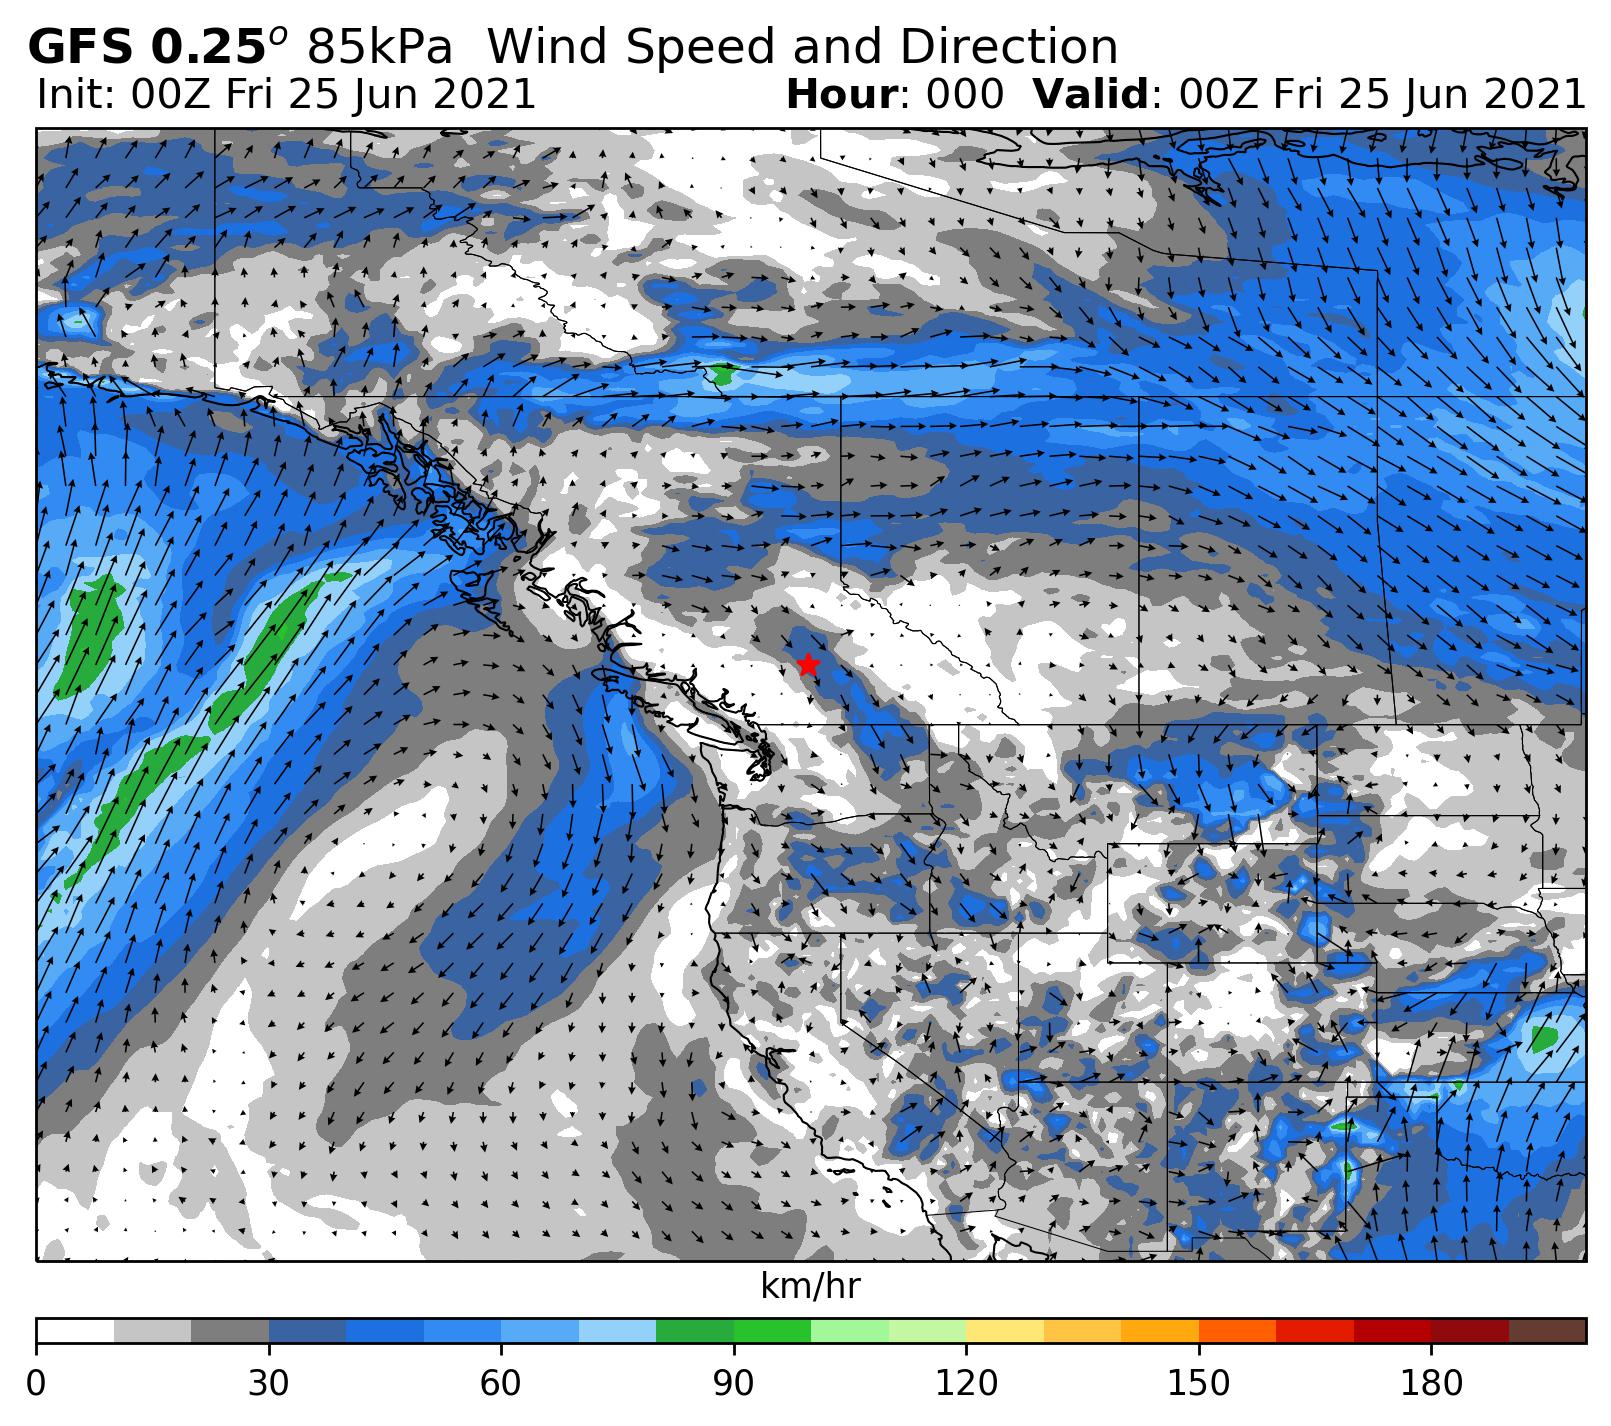 GFS 0.25° 85kPa Wind Speed and Direction
Init: 00Z Fri 25 Jun 2021 Hour: 000 Valid: 00Z Fri 25 Jun 2021
km/hr
0 30 60 90 120 150 180